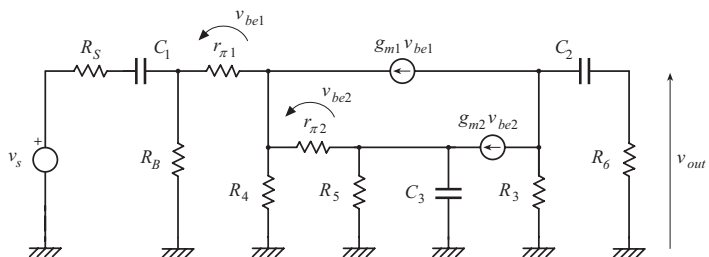 v_be1
R_S
C_1
r_π1
g_m1 v_be1
C_2
v_be2
r_π2
g_m2 v_be2
+
v_s
R_B
R_4
R_5
C_3
R_3
R_6
v_out